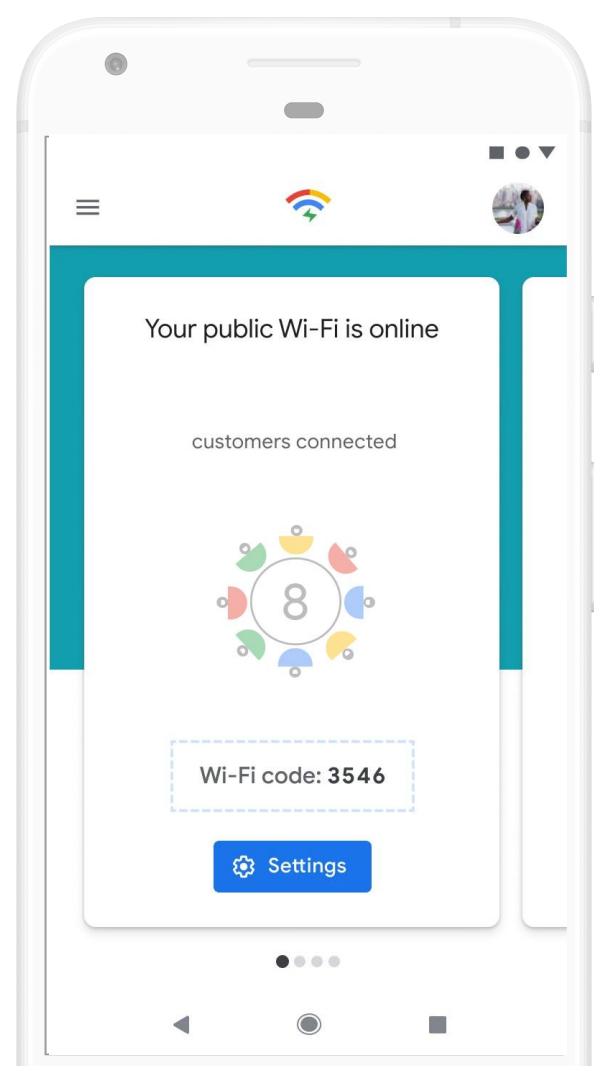 Your public Wi-Fi is online
customers connected
8
Wi-Fi code: 3546
Settings